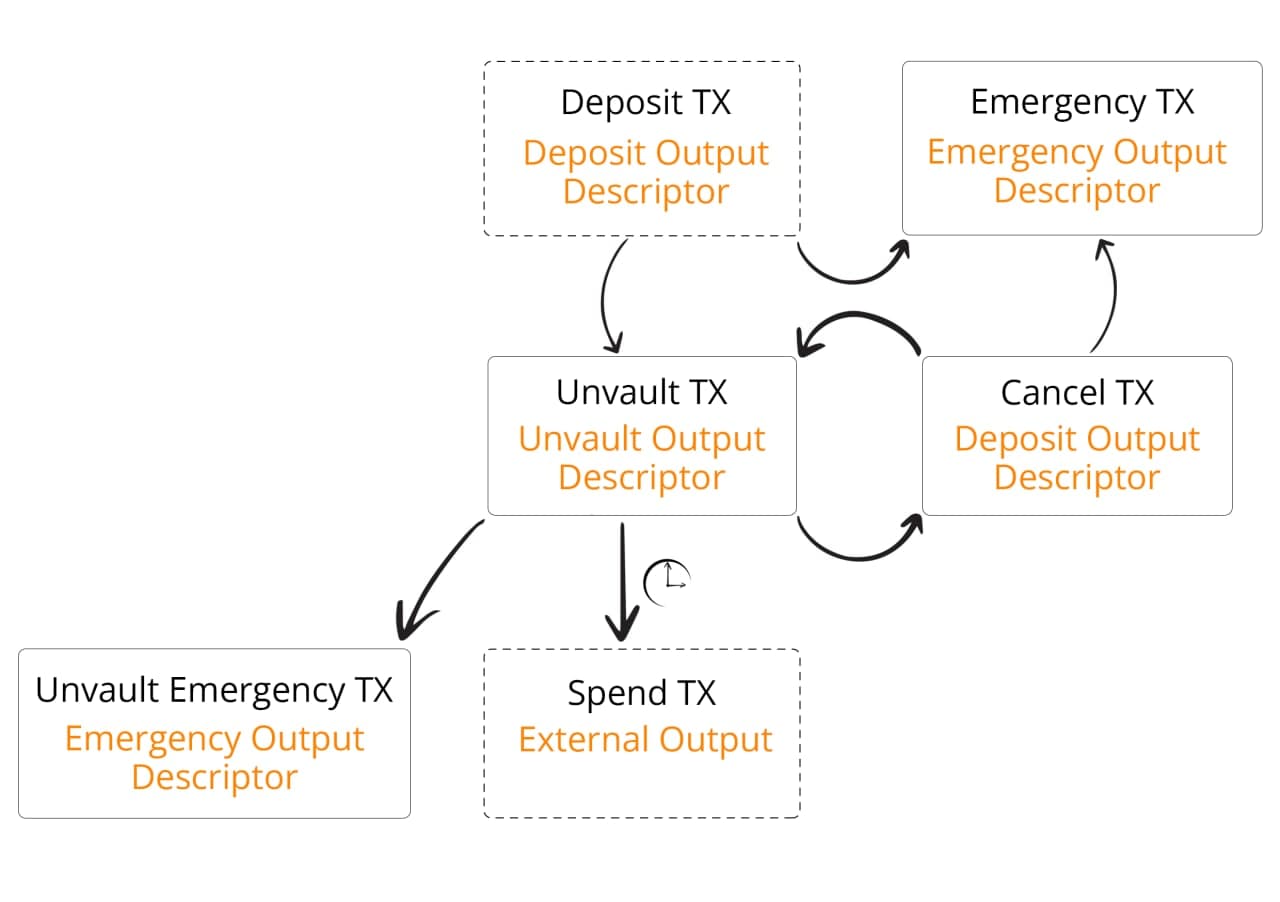 Deposit TX
Deposit Output
Descriptor
Emergency TX
Emergency Output
Descriptor
Unvault TX
Unvault Output
Descriptor
Cancel TX
Deposit Output
Descriptor
Unvault Emergency TX
Emergency Output
Descriptor
Spend TX
External Output